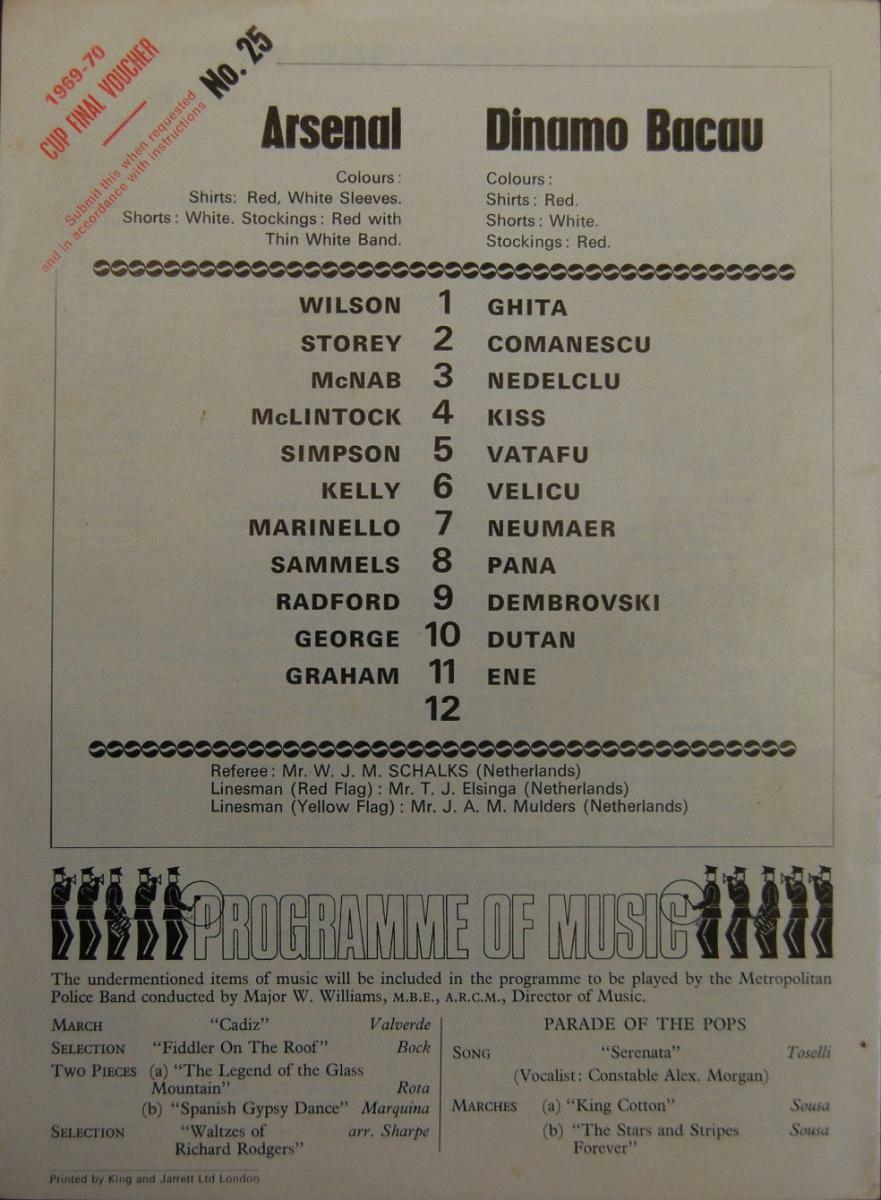 1969-70
CUP FINAL VOUCHER
Submit this when requested
and in accordance with instructions
No. 25
Arsenal
Colours:
Shirts: Red, White Sleeves.
Shorts: White. Stockings: Red with
Thin White Band.
Dinamo Bacau
Colours:
Shirts: Red.
Shorts: White.
Stockings: Red.
WILSON 1 GHITA
STOREY 2 COMANESCU
McNAB 3 NEDELCLU
McLINTOCK 4 KISS
SIMPSON 5 VATAFU
KELLY 6 VELICU
MARINELLO 7 NEUMAER
SAMMELS 8 PANA
RADFORD 9 DEMBROVSKI
GEORGE 10 DUTAN
GRAHAM 11 ENE
12
Referee: Mr. W. J. M. SCHALKS (Netherlands)
Linesman (Red Flag): Mr. T. J. Elsinga (Netherlands)
Linesman (Yellow Flag): Mr. J. A. M. Mulders (Netherlands)
PROGRAMME OF MUSIC
The undermentioned items of music will be included in the programme to be played by the Metropolitan
Police Band conducted by Major W. Williams, M.B.E., A.R.C.M., Director of Music.
MARCH "Cadiz" Valverde
SELECTION "Fiddler On The Roof" Bock
TWO PIECES (a) "The Legend of the Glass
Mountain" Rota
(b) "Spanish Gypsy Dance" Marquina
SELECTION "Waltzes of arr. Sharpe
Richard Rodgers"
PARADE OF THE POPS
SONG "Serenata" Toselli
(Vocalist: Constable Alex. Morgan)
MARCHES (a) "King Cotton" Sousa
(b) "The Stars and Stripes Sousa
Forever"
Printed by King and Jarrett Ltd London